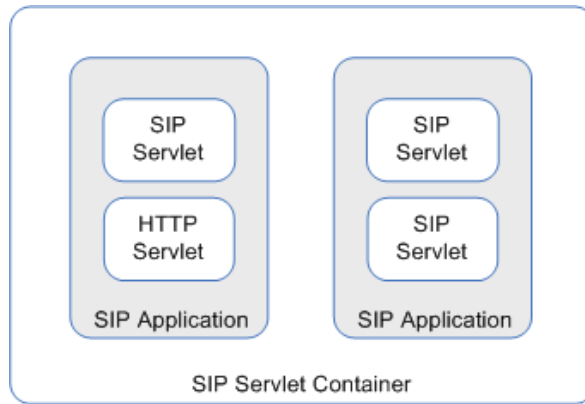 SIP
Servlet
HTTP
Servlet
SIP Application
SIP
Servlet
SIP
Servlet
SIP Application
SIP Servlet Container